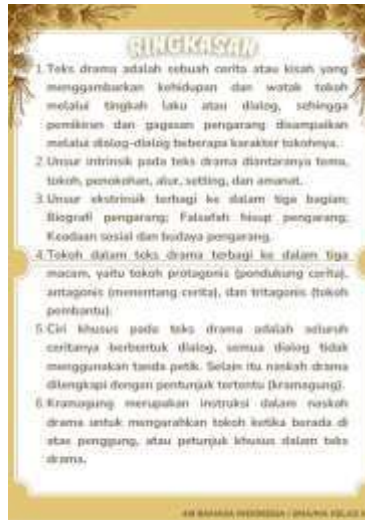 RINGKASAN
1. Teks drama adalah sebuah cerita atau kisah yang
menggambarkan kehidupan dan watak tokoh
melalui tingkah laku atau dialog, sehingga
pemikiran dan gagasan pengarang disampaikan
melalui dialog-dialog beberapa karakter tokohnya.
2. Unsur intrinsik pada teks drama diantaranya tema,
tokoh, penokohan, alur, setting, dan amanat.
3. Unsur ekstrinsik terbagi ke dalam tiga bagian:
Biografi pengarang; Falsafah hisup pengarang;
Keadaan sosial dan budaya pengarang.
4. Tokoh dalam teks drama terbagi ke dalam tiga
macam, yaitu tokoh protagonis (pendukung cerita),
antagonis (menentang cerita), dan tritagonis (tokoh
pembantu).
5. Ciri khusus pada teks drama adalah seluruh
ceritanya berbentuk dialog, semua dialog tidak
menggunakan tanda petik. Selain itu naskah drama
dilengkapi dengan pentunjuk tertentu (kramagung).
6. Kramagung merupakan instruksi dalam naskah
drama untuk mengarahkan tokoh ketika berada di
atas penggung, atau petunjuk khusus dalam teks
drama.
BAHASA INDONESIA | SMA/MA KELAS